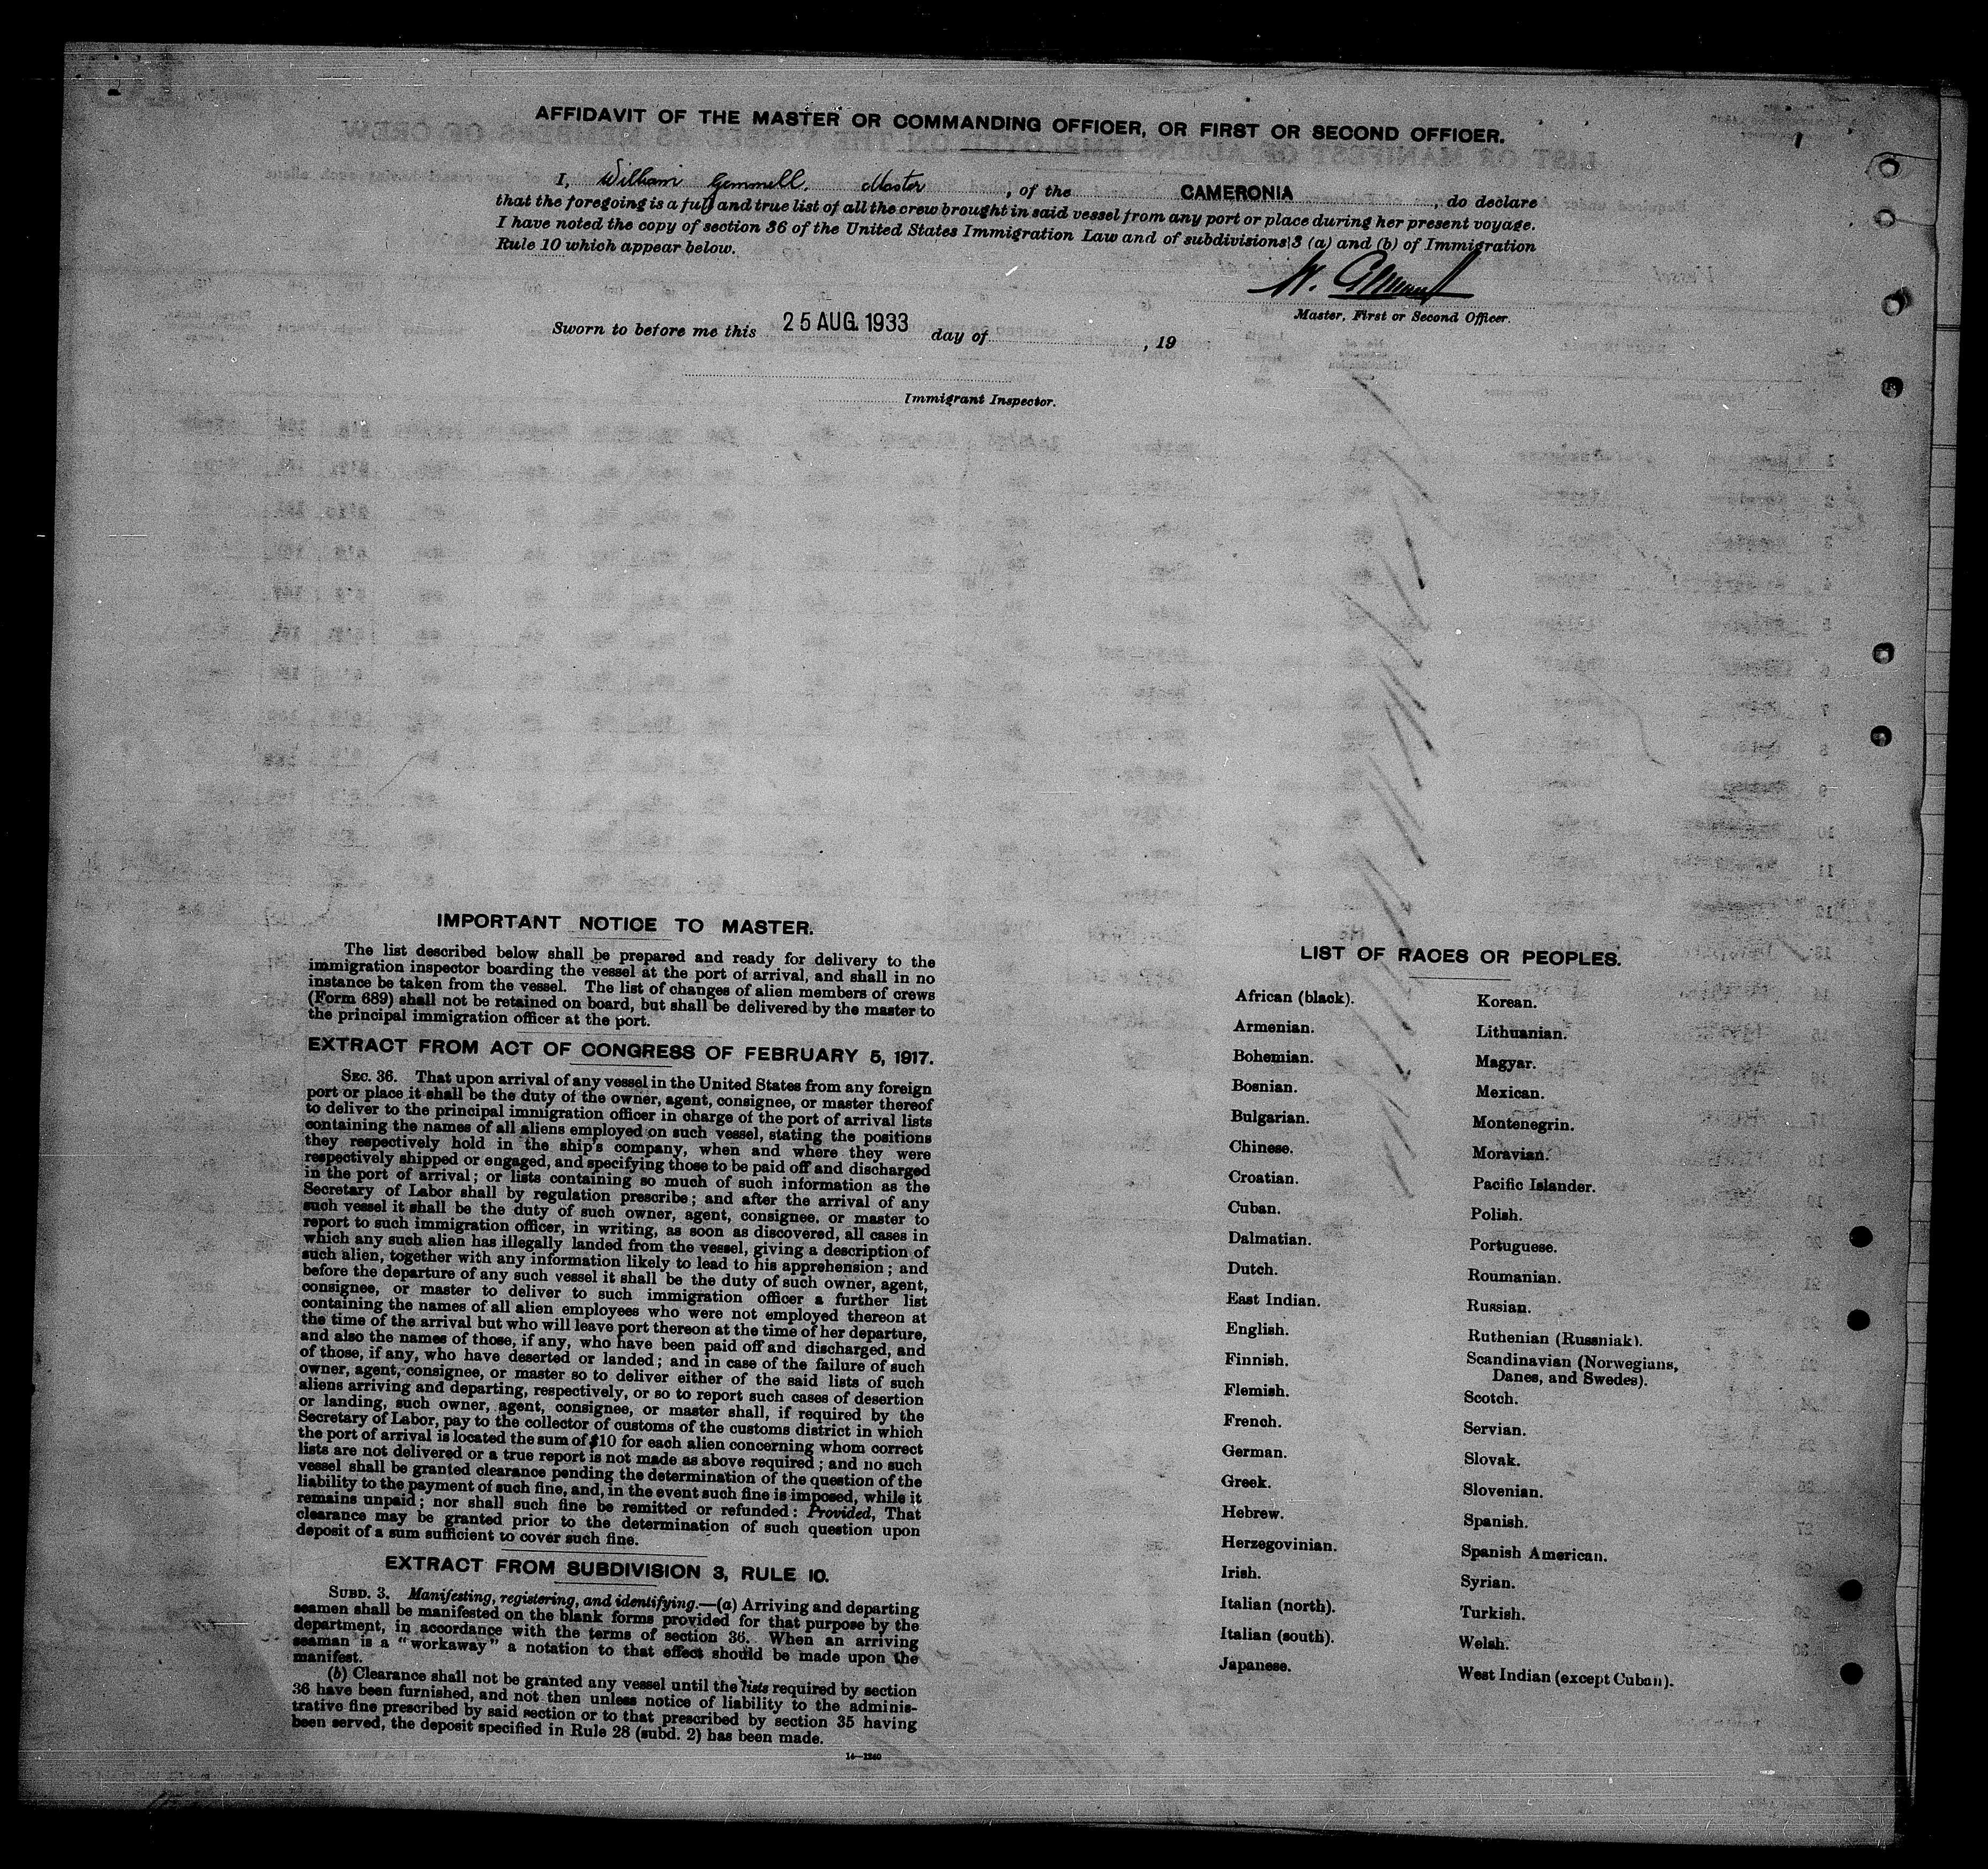 AFFIDAVIT OF THE MASTER OR COMMANDING OFFICER, OR FIRST OR SECOND OFFICER.
I, William Gemmell, Master, of the CAMERONIA, do declare
that the foregoing is a full and true list of all the crew brought in said vessel from any port or place during her present voyage.
I have noted the copy of section 36 of the United States Immigration Law and of subdivisions 3 (a) and (b) of Immigration
Rule 10 which appear below.
W. Gemmell
Master, First or Second Officer.
Sworn to before me this 25 AUG. 1933 day of , 19
Immigrant Inspector.
IMPORTANT NOTICE TO MASTER.
The list described below shall be prepared and ready for delivery to the
immigration inspector boarding the vessel at the port of arrival, and shall in no
instance be taken from the vessel. The list of changes of alien members of crews
(Form 689) shall not be retained on board, but shall be delivered by the master to
the principal immigration officer at the port.
EXTRACT FROM ACT OF CONGRESS OF FEBRUARY 5, 1917.
SEC. 36. That upon arrival of any vessel in the United States from any foreign
port or place it shall be the duty of the owner, agent, consignee, or master thereof
to deliver to the principal immigration officer in charge of the port of arrival lists
containing the names of all aliens employed on such vessel, stating the positions
they respectively hold in the ship's company, when and where they were
respectively shipped or engaged, and specifying those to be paid off and discharged
in the port of arrival; or lists containing so much of such information as the
Secretary of Labor shall by regulation prescribe; and after the arrival of any
such vessel it shall be the duty of such owner, agent, consignee, or master to
report to such immigration officer, in writing, as soon as discovered, all cases in
which any such alien has illegally landed from the vessel, giving a description of
such alien, together with any information likely to lead to his apprehension; and
before the departure of any such vessel it shall be the duty of such owner, agent,
consignee, or master to deliver to such immigration officer a further list
containing the names of all alien employees who were not employed thereon at
the time of the arrival but who will leave port thereon at the time of her departure,
and also the names of those, if any, who have been paid off and discharged, and
of those, if any, who have deserted or landed; and in case of the failure of such
owner, agent, consignee, or master so to deliver either of the said lists of such
aliens arriving and departing, respectively, or so to report such cases of desertion
or landing, such owner, agent, consignee, or master shall, if required by the
Secretary of Labor, pay to the collector of customs of the customs district in which
the port of arrival is located the sum of $10 for each alien concerning whom correct
lists are not delivered or a true report is not made as above required; and no such
vessel shall be granted clearance pending the determination of the question of the
liability to the payment of such fine, and, in the event such fine is imposed, while it
remains unpaid; nor shall such fine be remitted or refunded: Provided, That
clearance may be granted prior to the determination of such question upon
deposit of a sum sufficient to cover such fine.
EXTRACT FROM SUBDIVISION 3, RULE 10.
SUBD. 3. Manifesting, registering, and identifying.—(a) Arriving and departing
seamen shall be manifested on the blank forms provided for that purpose by the
department, in accordance with the terms of section 36. When an arriving
seaman is a "workaway" a notation to that effect should be made upon the
manifest.
(b) Clearance shall not be granted any vessel until the lists required by section
36 have been furnished, and not then unless notice of liability to the adminis-
trative fine prescribed by said section or to that prescribed by section 35 having
been served, the deposit specified in Rule 28 (subd. 2) has been made.
14—1240
LIST OF RACES OR PEOPLES.
African (black).
Armenian.
Bohemian.
Bosnian.
Bulgarian.
Chinese.
Croatian.
Cuban.
Dalmatian.
Dutch.
East Indian.
English.
Finnish.
Flemish.
French.
German.
Greek.
Hebrew.
Herzegovinian.
Irish.
Italian (north).
Italian (south).
Japanese.
Korean.
Lithuanian.
Magyar.
Mexican.
Montenegrin.
Moravian.
Pacific Islander.
Polish.
Portuguese.
Roumanian.
Russian.
Ruthenian (Russniak).
Scandinavian (Norwegians,
Danes, and Swedes).
Scotch.
Servian.
Slovak.
Slovenian.
Spanish.
Spanish American.
Syrian.
Turkish.
Welsh.
West Indian (except Cuban).